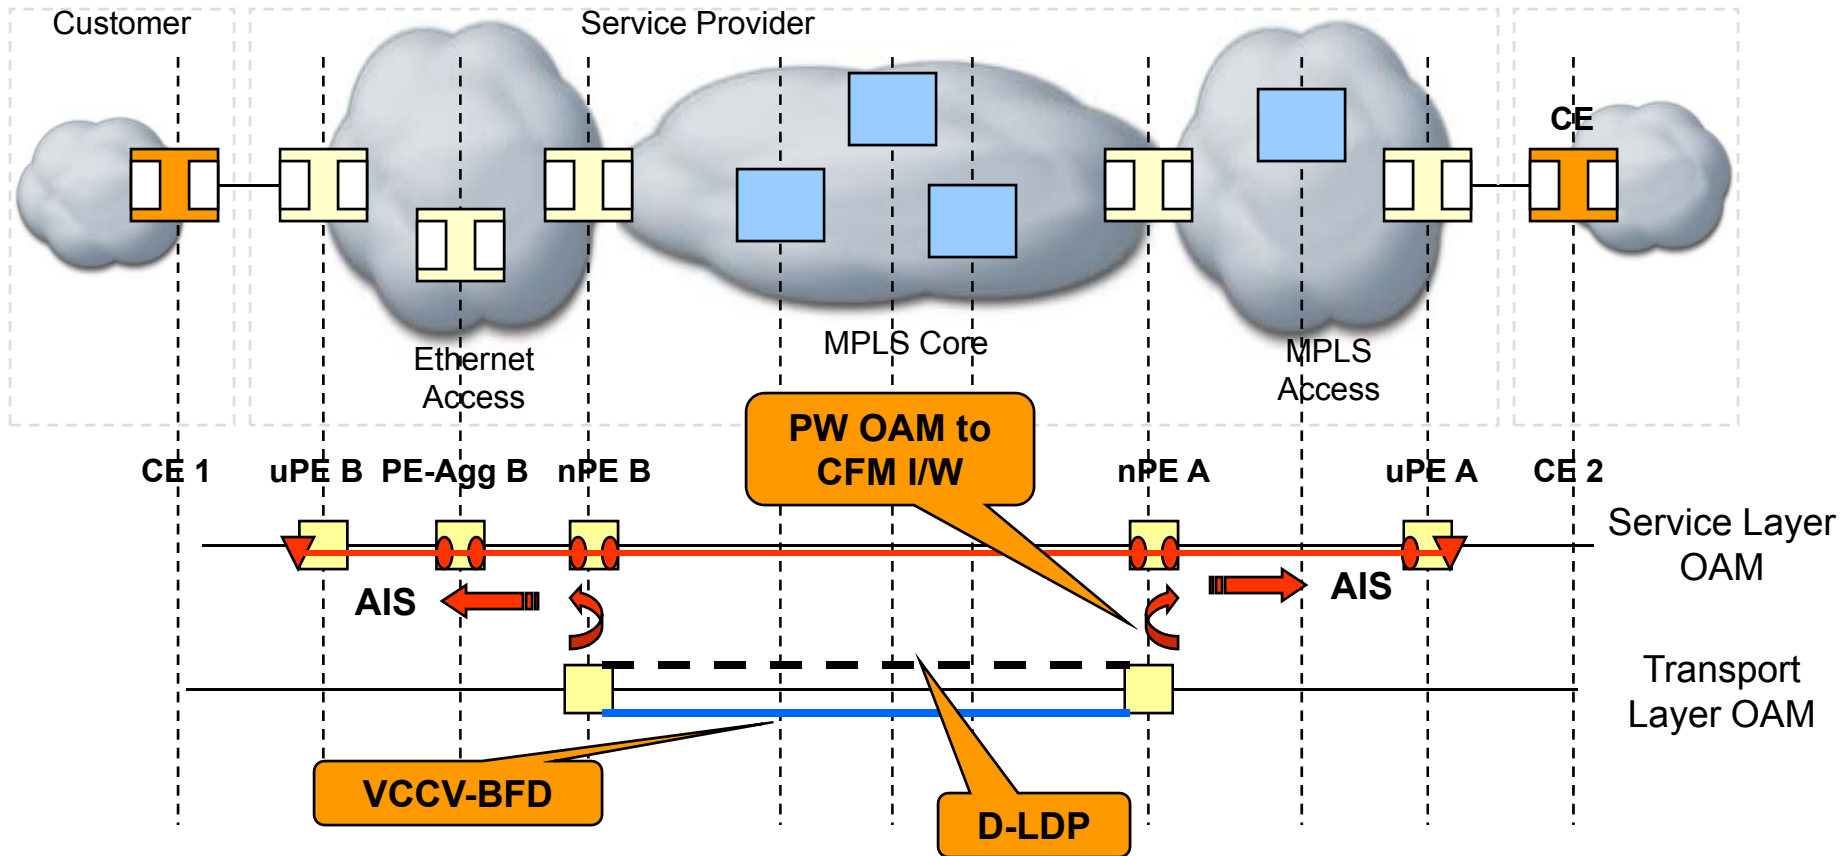 Customer
Service Provider
CE
Ethernet
Access
MPLS Core
MPLS
Access
PW OAM to
CFM I/W
CE 1
uPE B
PE-Agg B
nPE B
nPE A
uPE A
CE 2
Service Layer
OAM
AIS
AIS
Transport
Layer OAM
VCCV-BFD
D-LDP